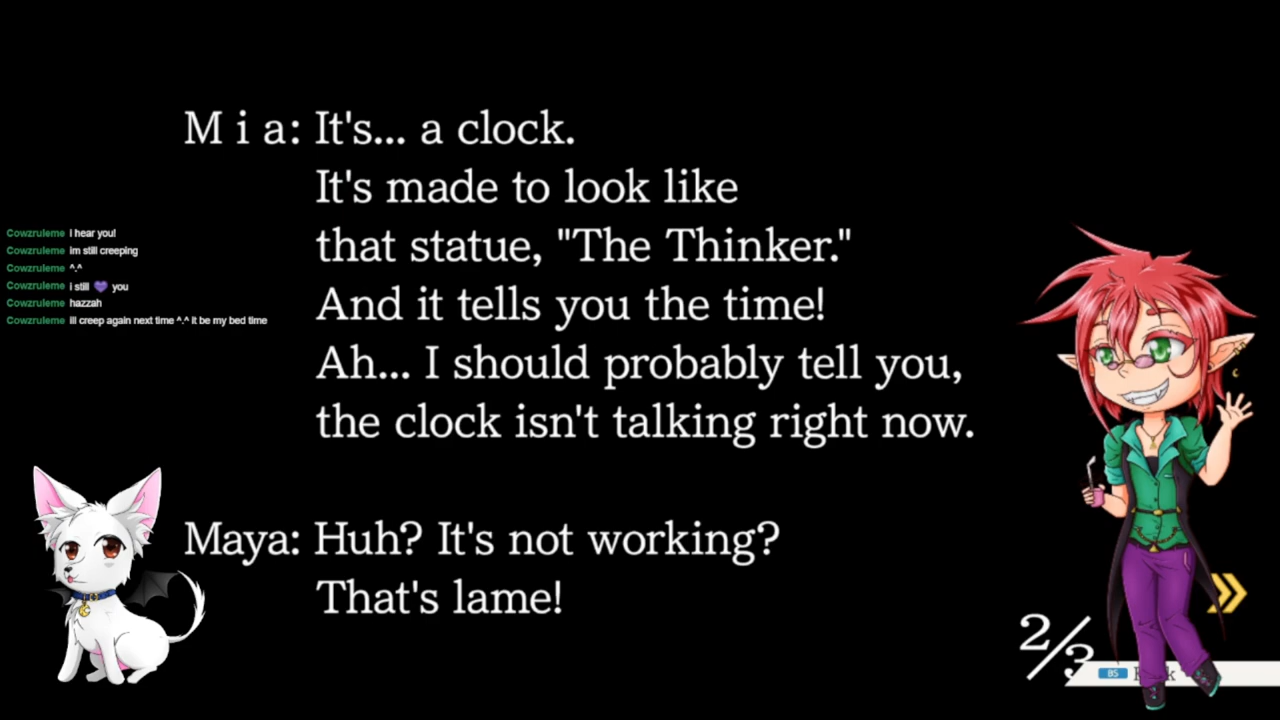 M i a: It's... a clock.
It's made to look like
that statue, "The Thinker."
And it tells you the time!
Ah... I should probably tell you,
the clock isn't talking right now.
Maya: Huh? It's not working?
That's lame!
Cowzruleme i hear you!
Cowzruleme im still creeping
Cowzruleme ^.^
Cowzruleme i still 💜 you
Cowzruleme hazzah
Cowzruleme ill creep again next time ^.^ it be my bed time
2/3
BS